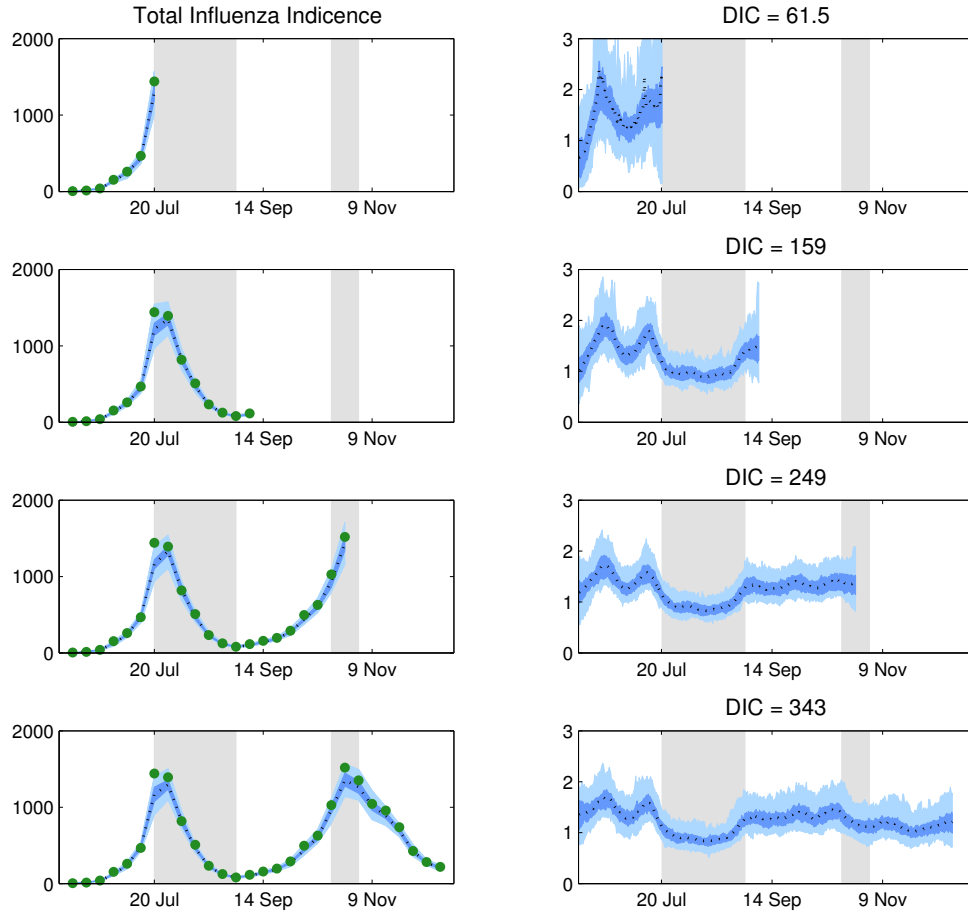 Total Influenza Indicence
DIC = 61.5
2000
1000
0
20 Jul
14 Sep
9 Nov
3
2
1
0
20 Jul
14 Sep
9 Nov
DIC = 159
2000
1000
0
20 Jul
14 Sep
9 Nov
3
2
1
0
20 Jul
14 Sep
9 Nov
DIC = 249
2000
1000
0
20 Jul
14 Sep
9 Nov
3
2
1
0
20 Jul
14 Sep
9 Nov
DIC = 343
2000
1000
0
20 Jul
14 Sep
9 Nov
3
2
1
0
20 Jul
14 Sep
9 Nov